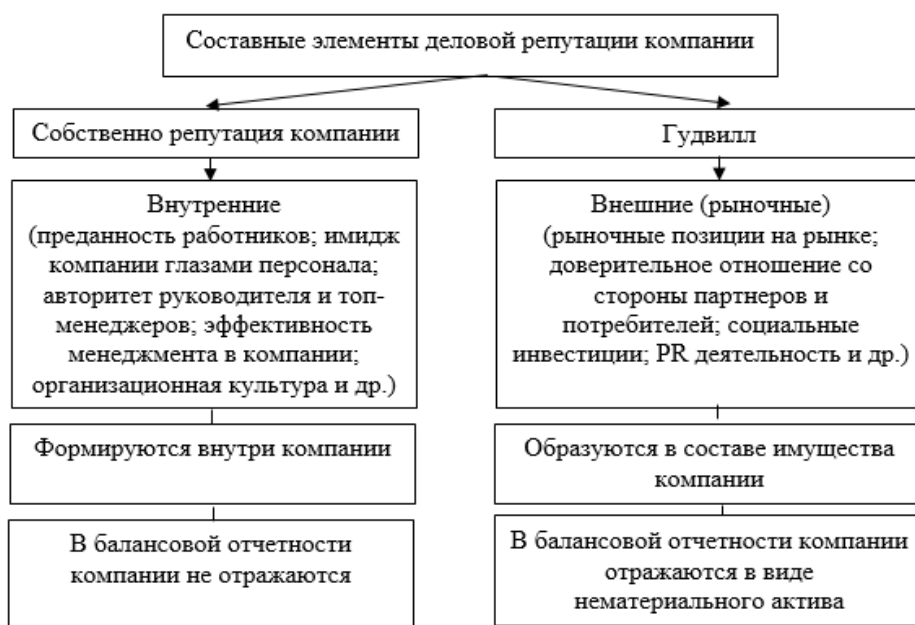 Составные элементы деловой репутации компании
Собственно репутация компании
Гудвилл
Внутренние
(преданность работников; имидж
компании глазами персонала;
авторитет руководителя и топ-
менеджеров; эффективность
менеджмента в компании;
организационная культура и др.)
Внешние (рыночные)
(рыночные позиции на рынке;
доверительное отношение со
стороны партнеров и
потребителей; социальные
инвестиции; PR деятельность и др.)
Формируются внутри компании
Образуются в составе имущества
компании
В балансовой отчетности
компании не отражаются
В балансовой отчетности компании
отражаются в виде
нематериального актива